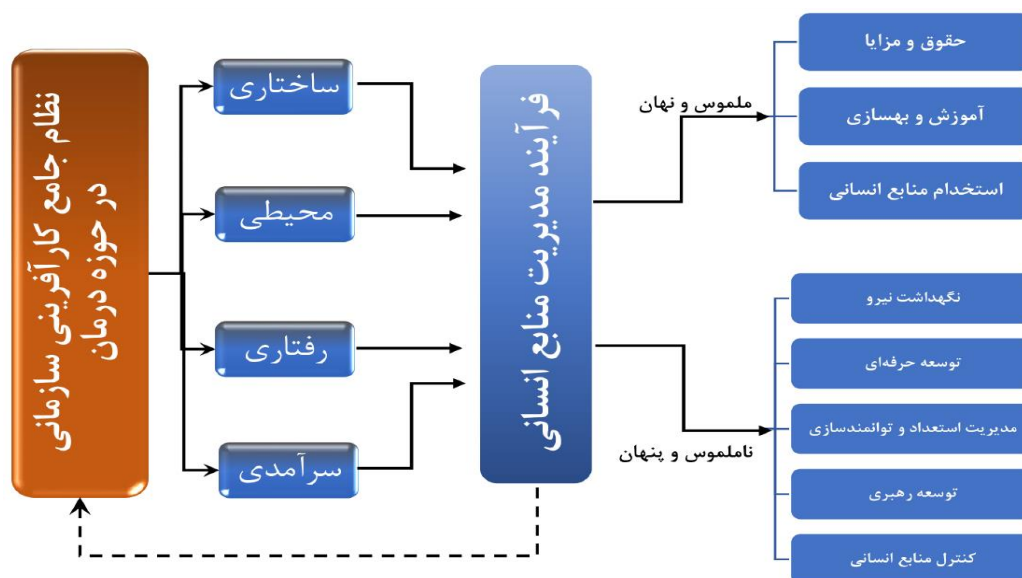 نظام جامع کارآفرینی سازمانی
در حوزه درمان
ساختاری
محیطی
رفتاری
سرآمدی
فرآیند مدیریت منابع انسانی
ملموس و نهان
ناملموس و پنهان
حقوق و مزایا
آموزش و بهسازی
استخدام منابع انسانی
نگهداشت نیرو
توسعه حرفه‌ای
مدیریت استعداد و توانمندسازی
توسعه رهبری
کنترل منابع انسانی